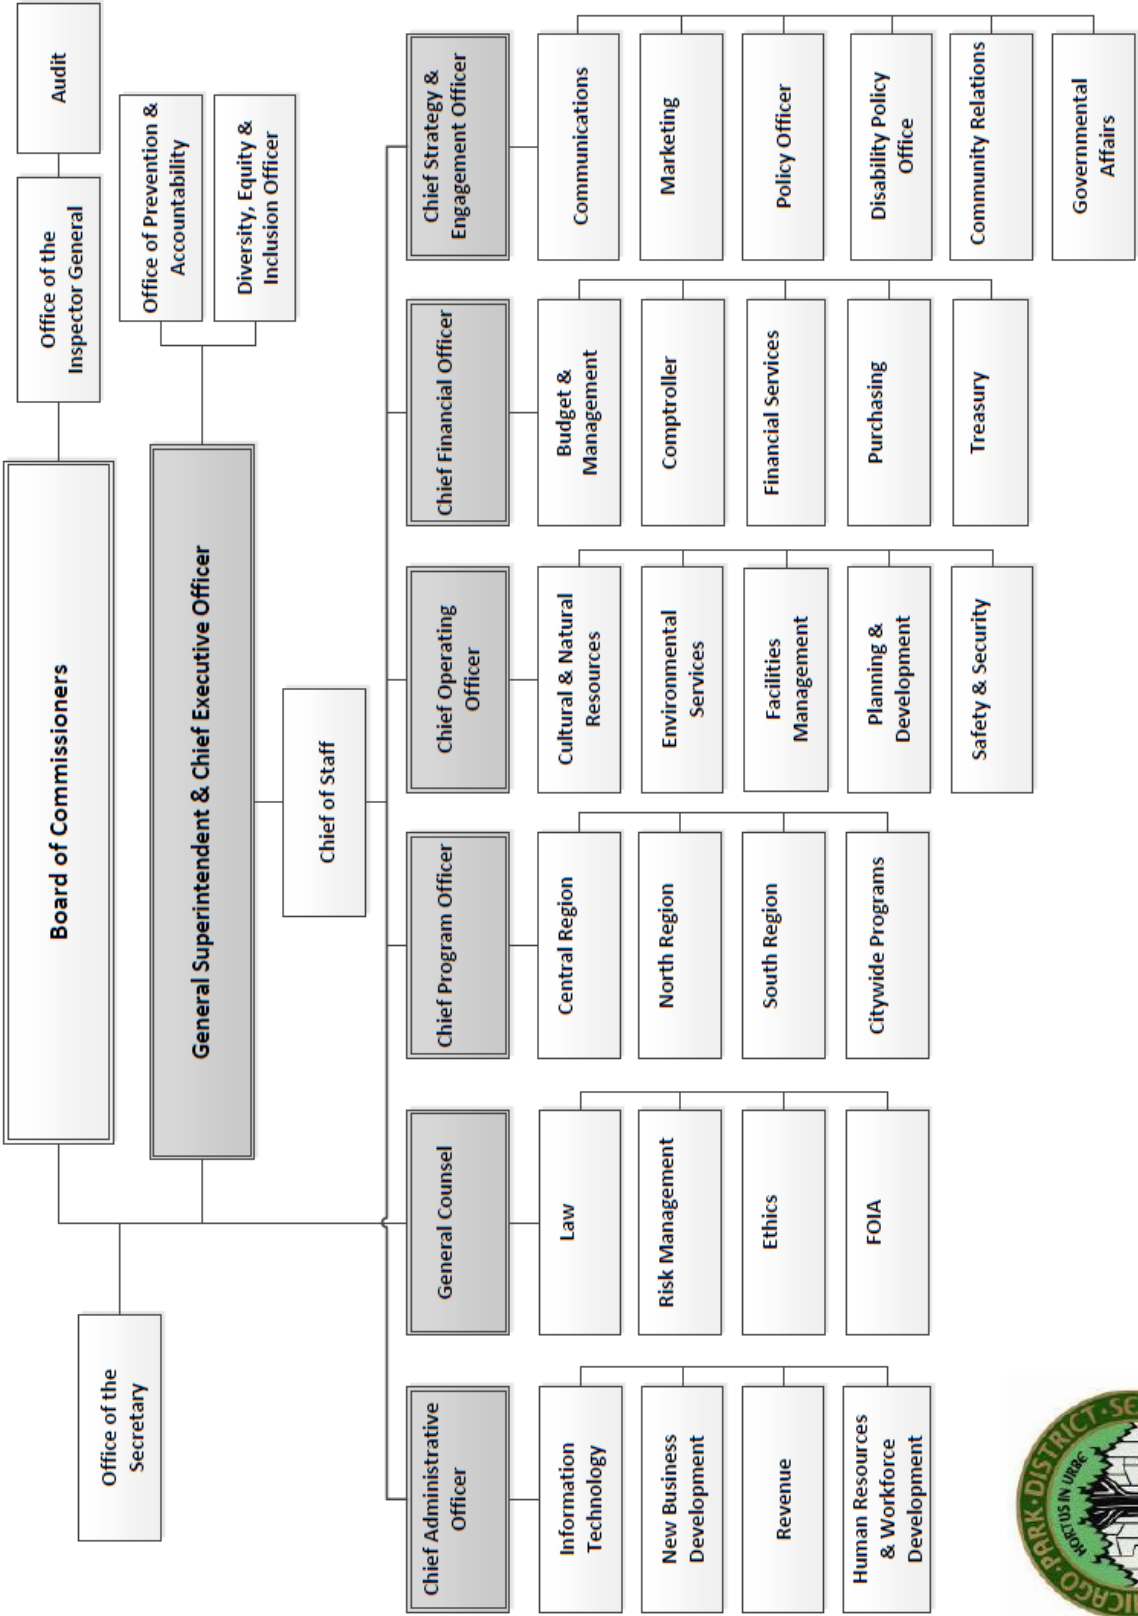 Board of Commissioners
Office of the
Inspector General
Audit
Office of the
Secretary
General Superintendent & Chief Executive Officer
Office of Prevention &
Accountability
Diversity, Equity &
Inclusion Officer
Chief of Staff
Chief Administrative
Officer
Information
Technology
New Business
Development
Revenue
Human Resources
& Workforce
Development
General Counsel
Law
Risk Management
Ethics
FOIA
Chief Program Officer
Central Region
North Region
South Region
Citywide Programs
Chief Operating
Officer
Cultural & Natural
Resources
Environmental
Services
Facilities
Management
Planning &
Development
Safety & Security
Chief Financial Officer
Budget &
Management
Comptroller
Financial Services
Purchasing
Treasury
Chief Strategy &
Engagement Officer
Communications
Marketing
Policy Officer
Disability Policy
Office
Community Relations
Governmental
Affairs
PARK · DISTRICT ·
HORTUS IN URBE